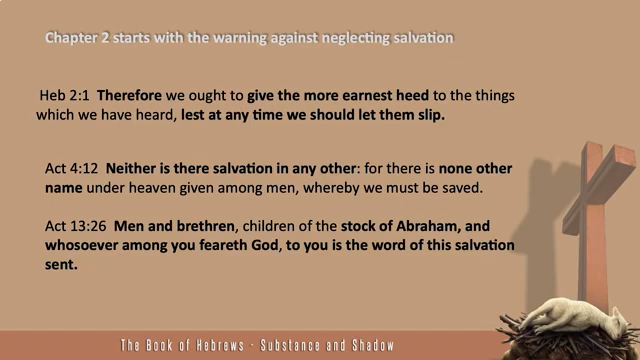 Chapter 2 starts with the warning against neglecting salvation
Heb 2:1 Therefore we ought to give the more earnest heed to the things
which we have heard, lest at any time we should let them slip.
Act 4:12 Neither is there salvation in any other: for there is none other
name under heaven given among men, whereby we must be saved.
Act 13:26 Men and brethren, children of the stock of Abraham, and
whosoever among you feareth God, to you is the word of this salvation
sent.
The Book of Hebrews - Substance and Shadow